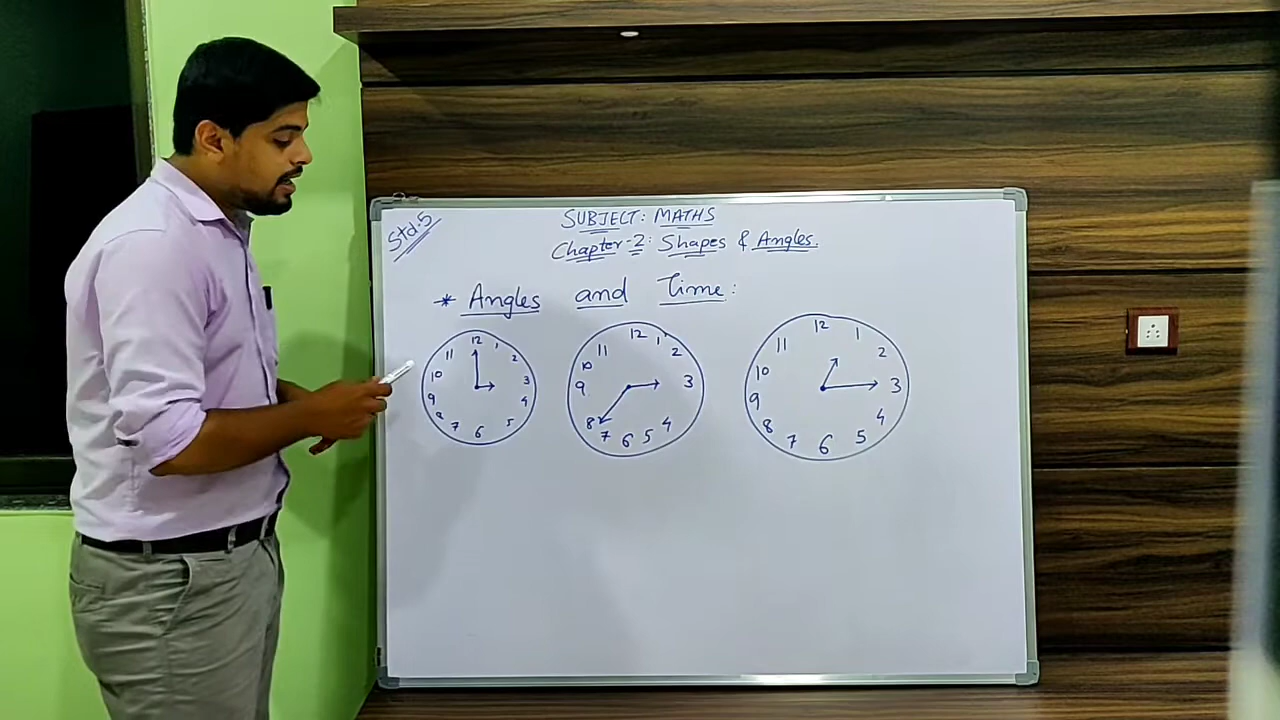 Std.5
SUBJECT: MATHS
Chapter-2: Shapes & Angles.
* Angles and Time:
12 1 2 3 4 5 6 7 8 9 10 11
12 1 2 3 4 5 6 7 8 9 10 11
12 1 2 3 4 5 6 7 8 9 10 11